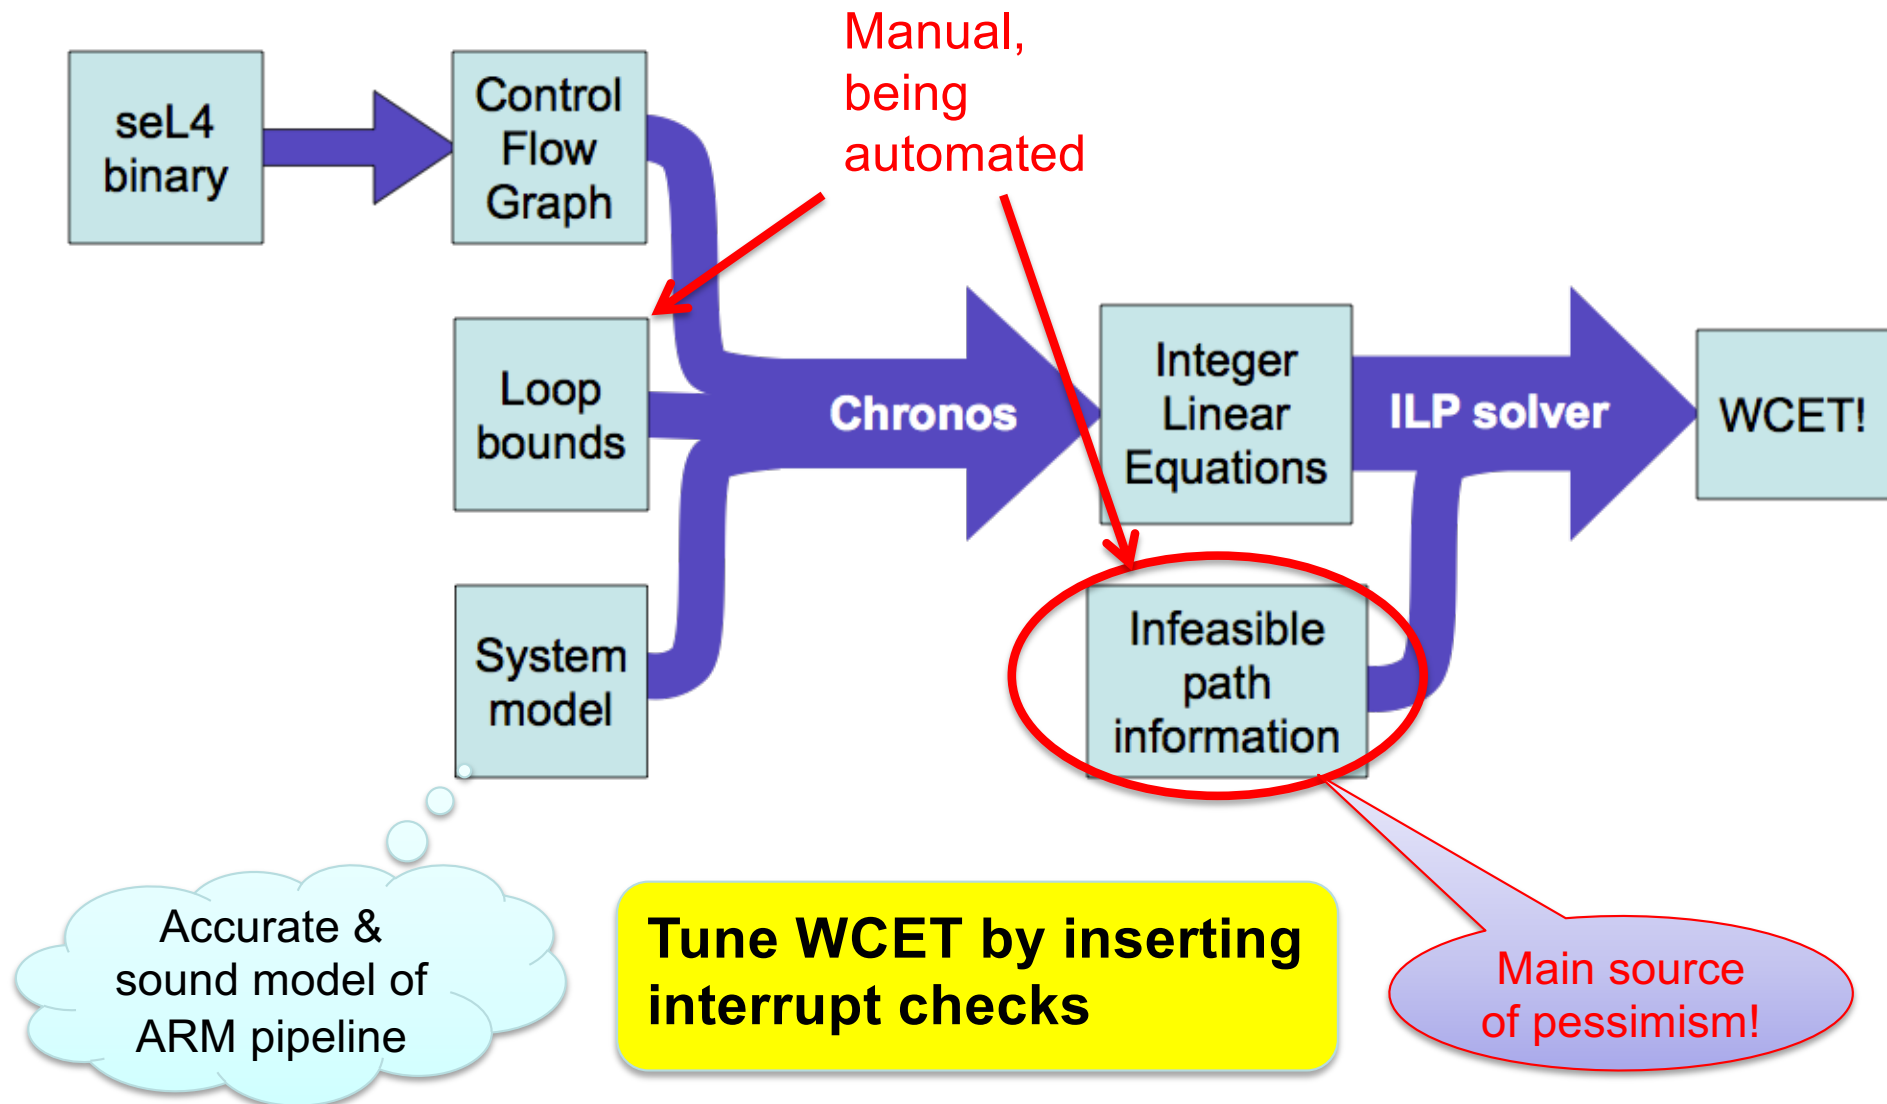 Manual,
being
automated
seL4
binary
Control
Flow
Graph
Loop
bounds
System
model
Chronos
Integer
Linear
Equations
ILP solver
WCET!
Infeasible
path
information
Accurate &
sound model of
ARM pipeline
Tune WCET by inserting
interrupt checks
Main source
of pessimism!